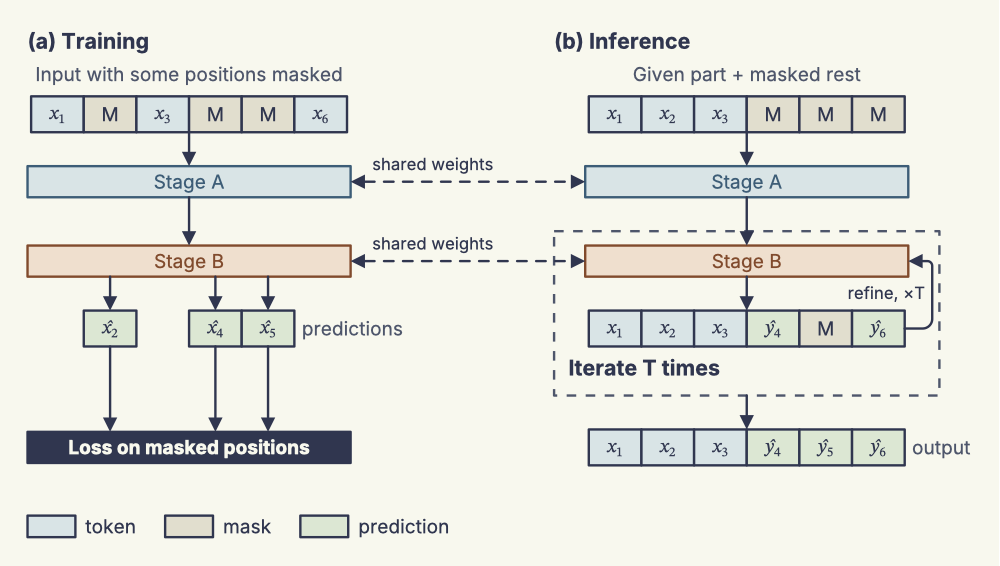 (a) Training
Input with some positions masked
x₁ M x₃ M M x₆
Stage A
Stage B
x̂₂ x̂₄ x̂₅ predictions
Loss on masked positions
shared weights
shared weights
(b) Inference
Given part + masked rest
x₁ x₂ x₃ M M M
Stage A
Stage B
refine, ×T
x₁ x₂ x₃ ŷ₄ M ŷ₆
Iterate T times
x₁ x₂ x₃ ŷ₄ ŷ₅ ŷ₆ output
token mask prediction